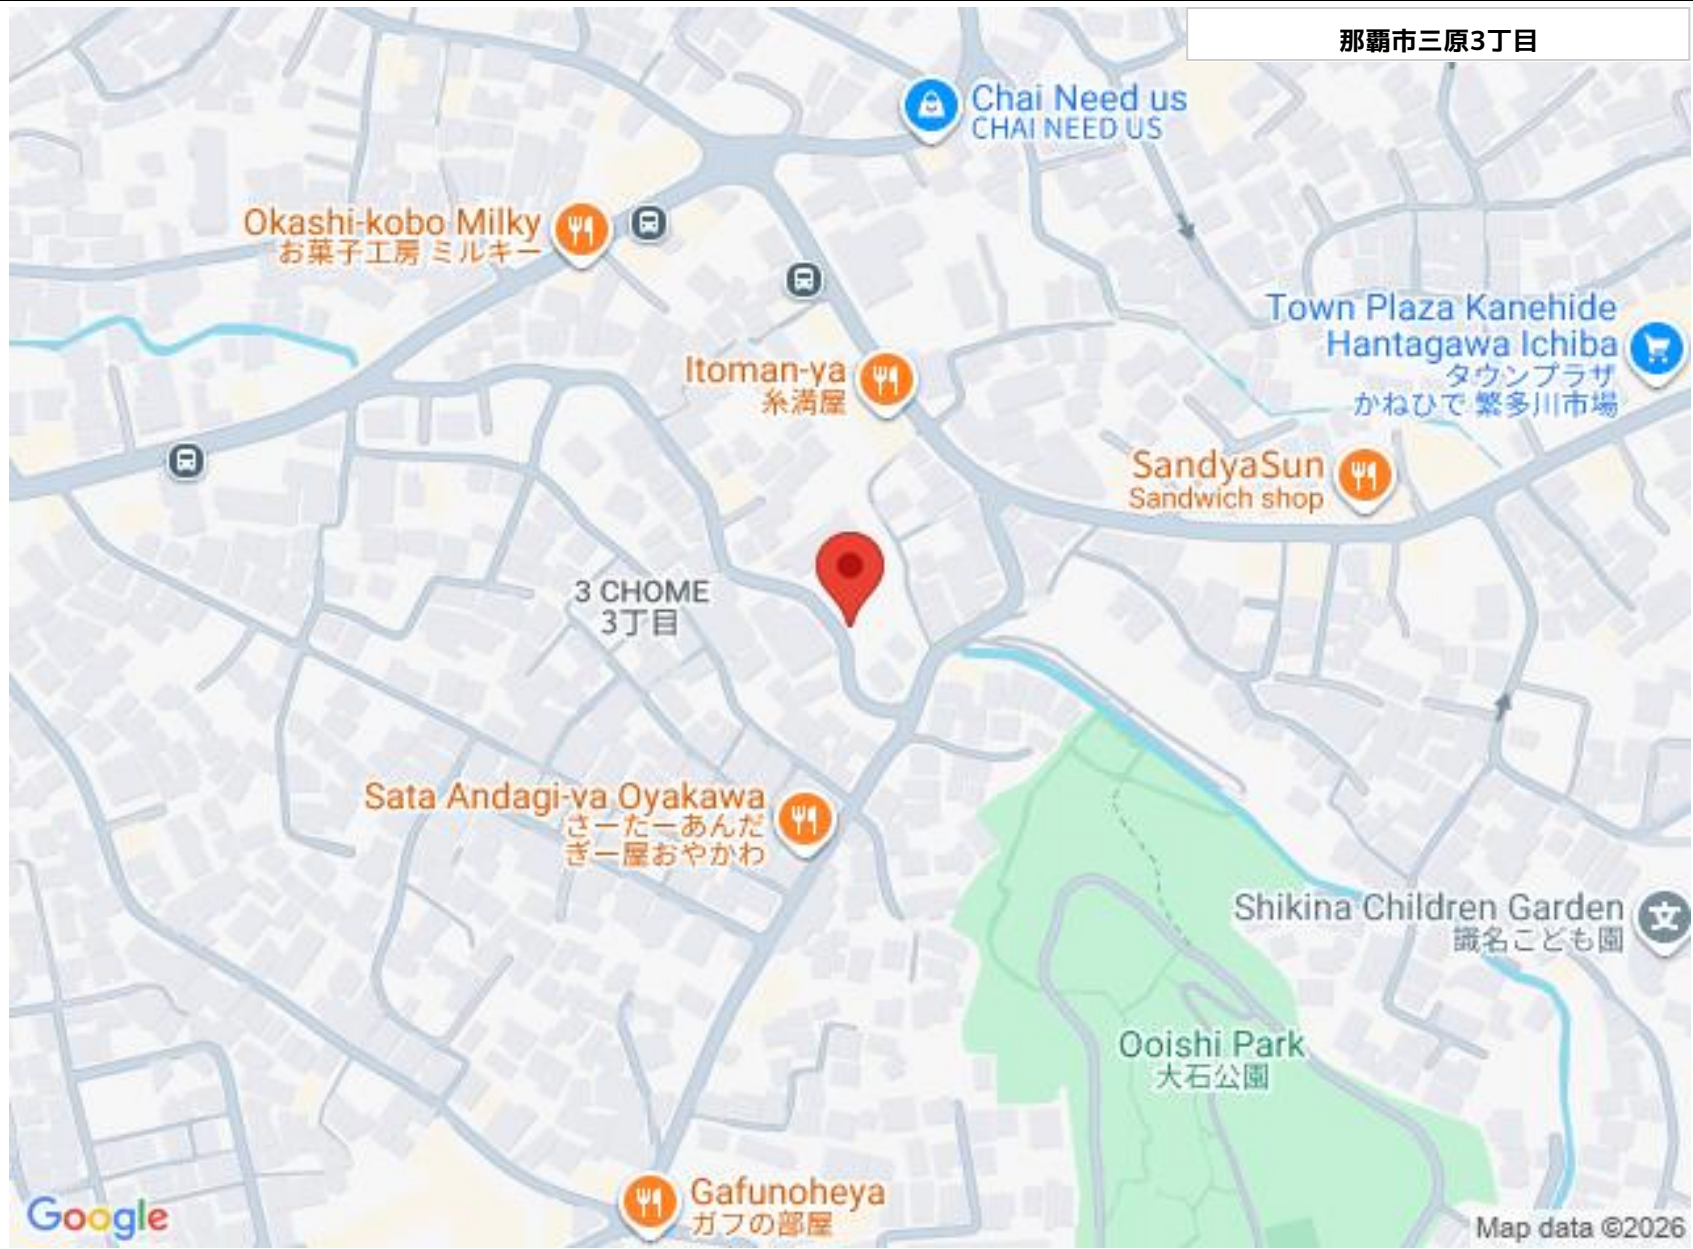 那覇市三原3丁目
Chai Need us
CHAI NEED US
Okashi-kobo Milky
お菓子工房 ミルキー
Town Plaza Kanehide
Hantagawa Ichiba
タウンプラザ
かねひで 繁多川市場
Itoman-ya
糸満屋
SandyaSun
Sandwich shop
3 CHOME
3丁目
Sata Andagi-ya Oyakawa
さーたーあんだ
ぎー屋おやかわ
Shikina Children Garden
識名こども園
文
Ooishi Park
大石公園
Gafunoheya
ガフの部屋
Google
Map data ©2026